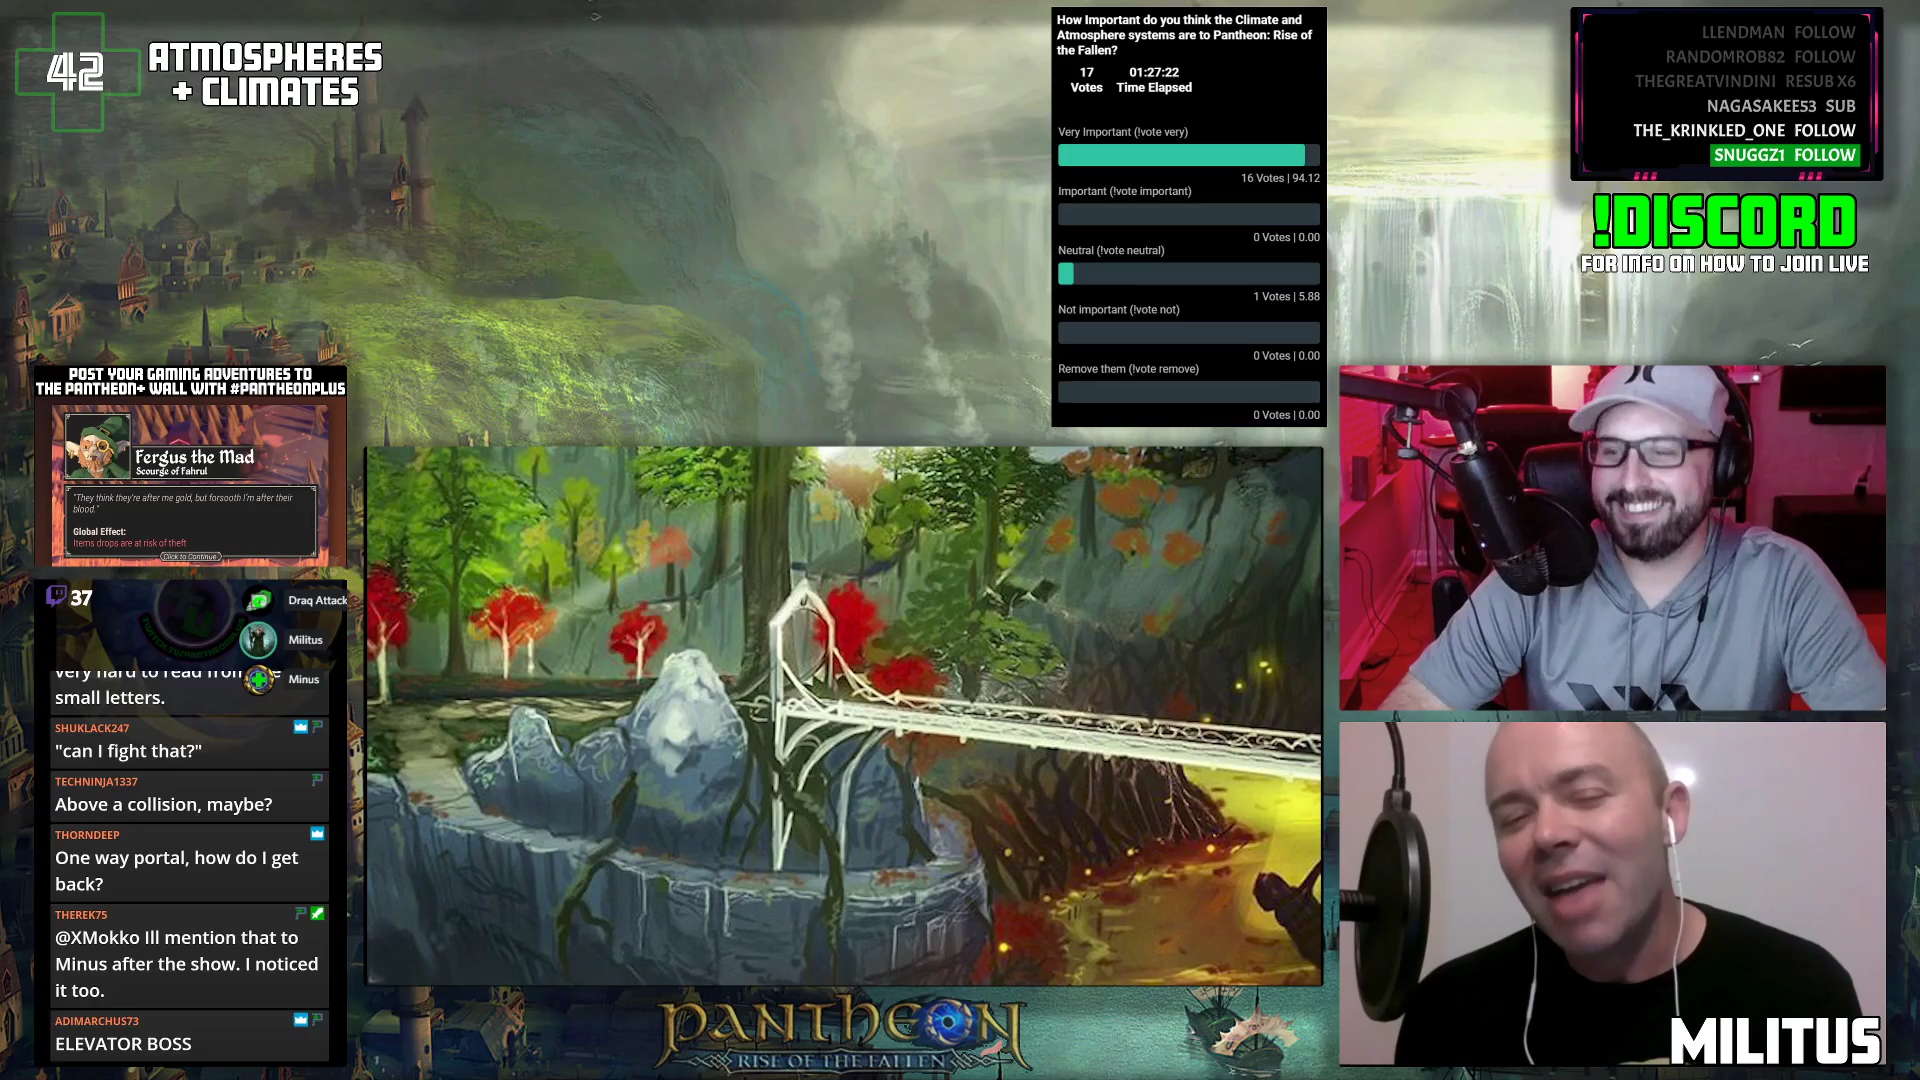 42
ATMOSPHERES
+ CLIMATES
How Important do you think the Climate and
Atmosphere systems are to Pantheon: Rise of
the Fallen?
17 01:27:22
Votes Time Elapsed
Very Important (!vote very)
16 Votes | 94.12
Important (!vote important)
0 Votes | 0.00
Neutral (!vote neutral)
1 Votes | 5.88
Not important (!vote not)
0 Votes | 0.00
Remove them (!vote remove)
0 Votes | 0.00
LLENDMAN FOLLOW
RANDOMROB82 FOLLOW
THEGREATVINDINI RESUB X6
NAGASAKEE53 SUB
THE_KRINKLED_ONE FOLLOW
SNUGGZ1 FOLLOW
!DISCORD
FOR INFO ON HOW TO JOIN LIVE
POST YOUR GAMING ADVENTURES TO
THE PANTHEON+ WALL WITH #PANTHEONPLUS
Fergus the Mad
Scourge of Fahrul
"They think they're after me gold, but forsooth I'm after their
blood."
Global Effect:
Items drops are at risk of theft
Click to Continue
37
Draq Attack
Militus
Minus
very hard to read from
small letters.
SHUKLACK247
"can I fight that?"
TECHNINJA1337
Above a collision, maybe?
THORNDEEP
One way portal, how do I get
back?
THEREK75
@XMokko Ill mention that to
Minus after the show. I noticed
it too.
ADIMARCHUS73
ELEVATOR BOSS
PANTHEON
RISE OF THE FALLEN
MILITUS